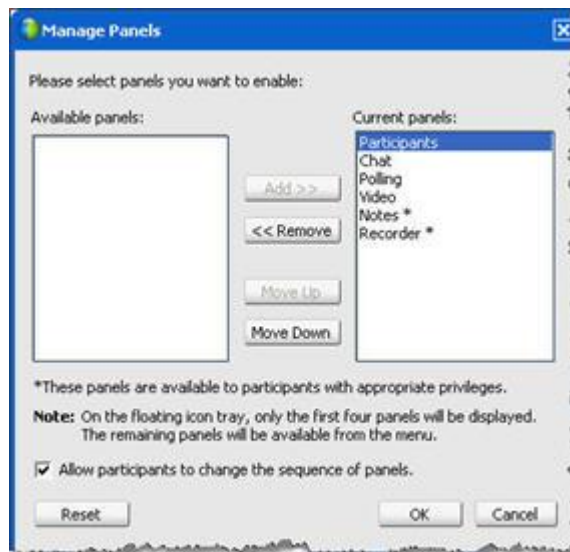 Manage Panels
Please select panels you want to enable:
Available panels:
Current panels:
Participants
Chat
Polling
Video
Notes *
Recorder *
Add >>
<< Remove
Move Up
Move Down
*These panels are available to participants with appropriate privileges.
Note: On the floating icon tray, only the first four panels will be displayed.
The remaining panels will be available from the menu.
Allow participants to change the sequence of panels.
Reset
OK
Cancel